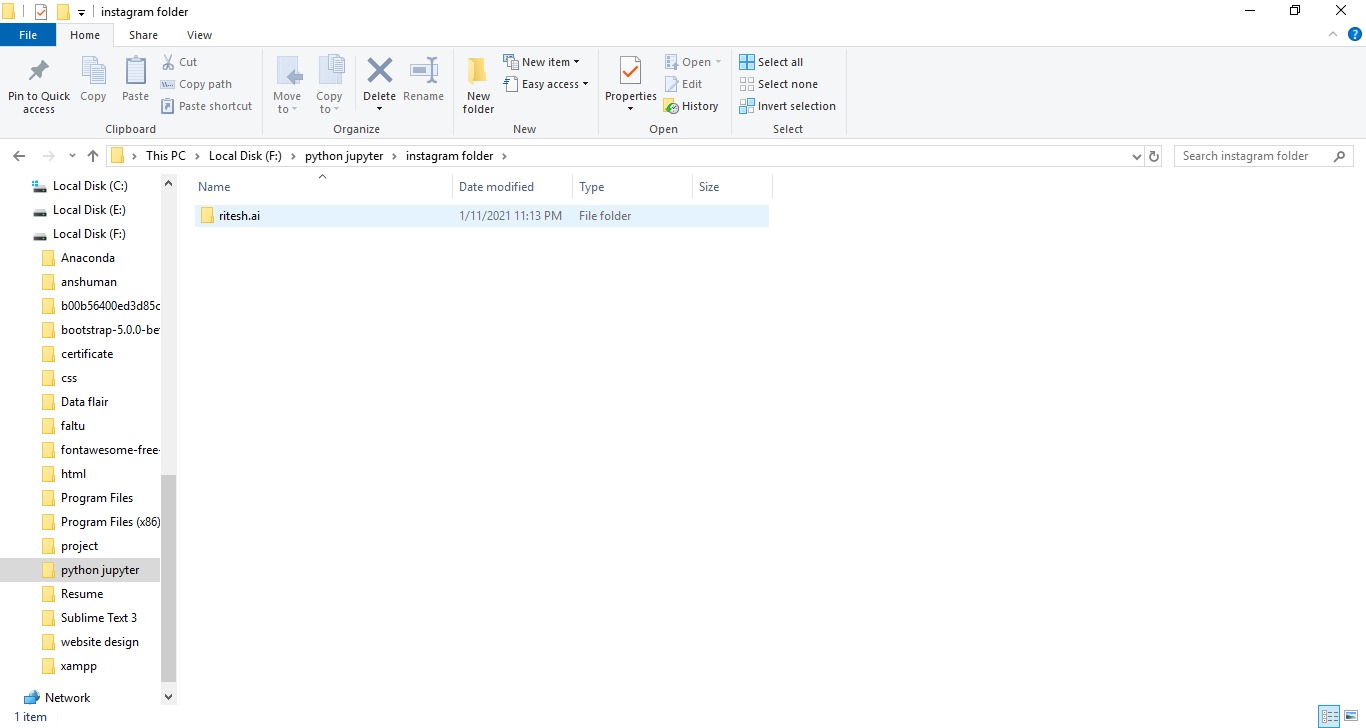 instagram folder
File Home Share View
Pin to Quick access
Copy
Paste
Cut
Copy path
Paste shortcut
Clipboard
Move to
Copy to
Delete
Rename
Organize
New folder
New item
Easy access
New
Properties
Open
Edit
History
Open
Select all
Select none
Invert selection
Select
This PC > Local Disk (F:) > python jupyter > instagram folder >
Search instagram folder
Local Disk (C:)
Local Disk (E:)
Local Disk (F:)
Anaconda
anshuman
b00b56400ed3d85c
bootstrap-5.0.0-be
certificate
css
Data flair
faltu
fontawesome-free-
html
Program Files
Program Files (x86)
project
python jupyter
Resume
Sublime Text 3
website design
xampp
Network
Name Date modified Type Size
ritesh.ai 1/11/2021 11:13 PM File folder
1 item